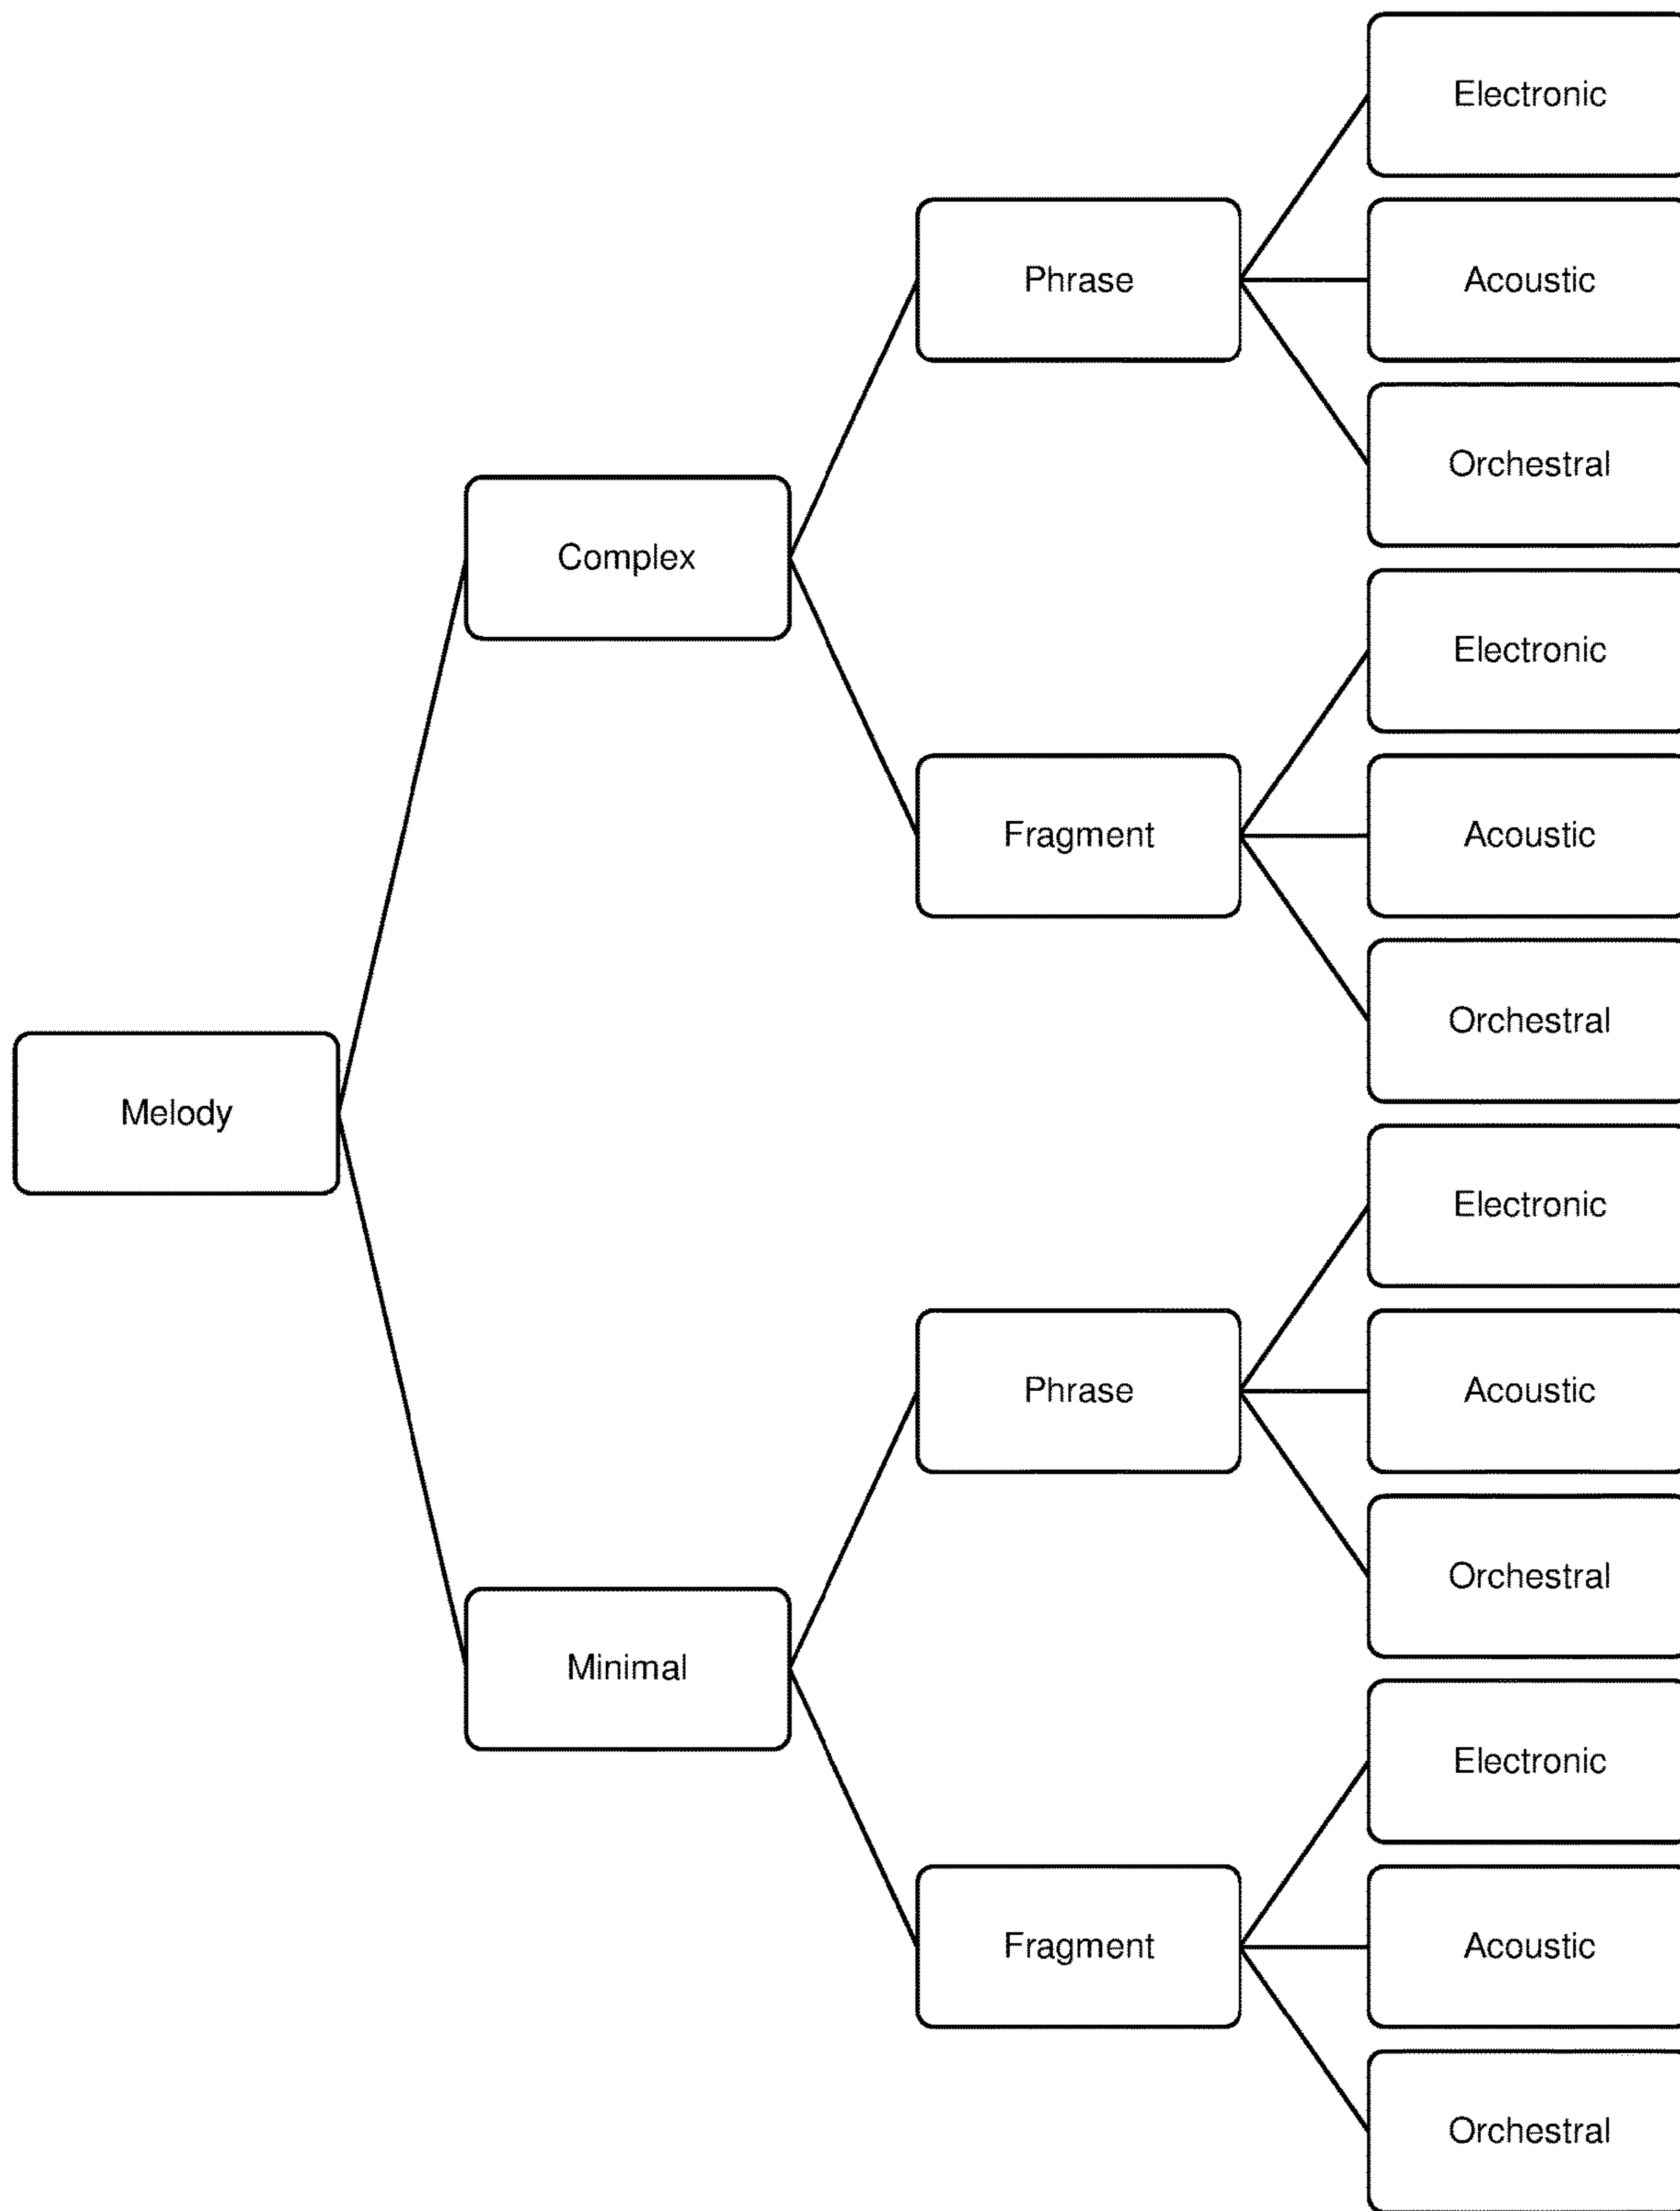 Electronic
Phrase
Acoustic
Orchestral
Complex
Electronic
Fragment
Acoustic
Orchestral
Melody
Electronic
Phrase
Acoustic
Orchestral
Minimal
Electronic
Fragment
Acoustic
Orchestral